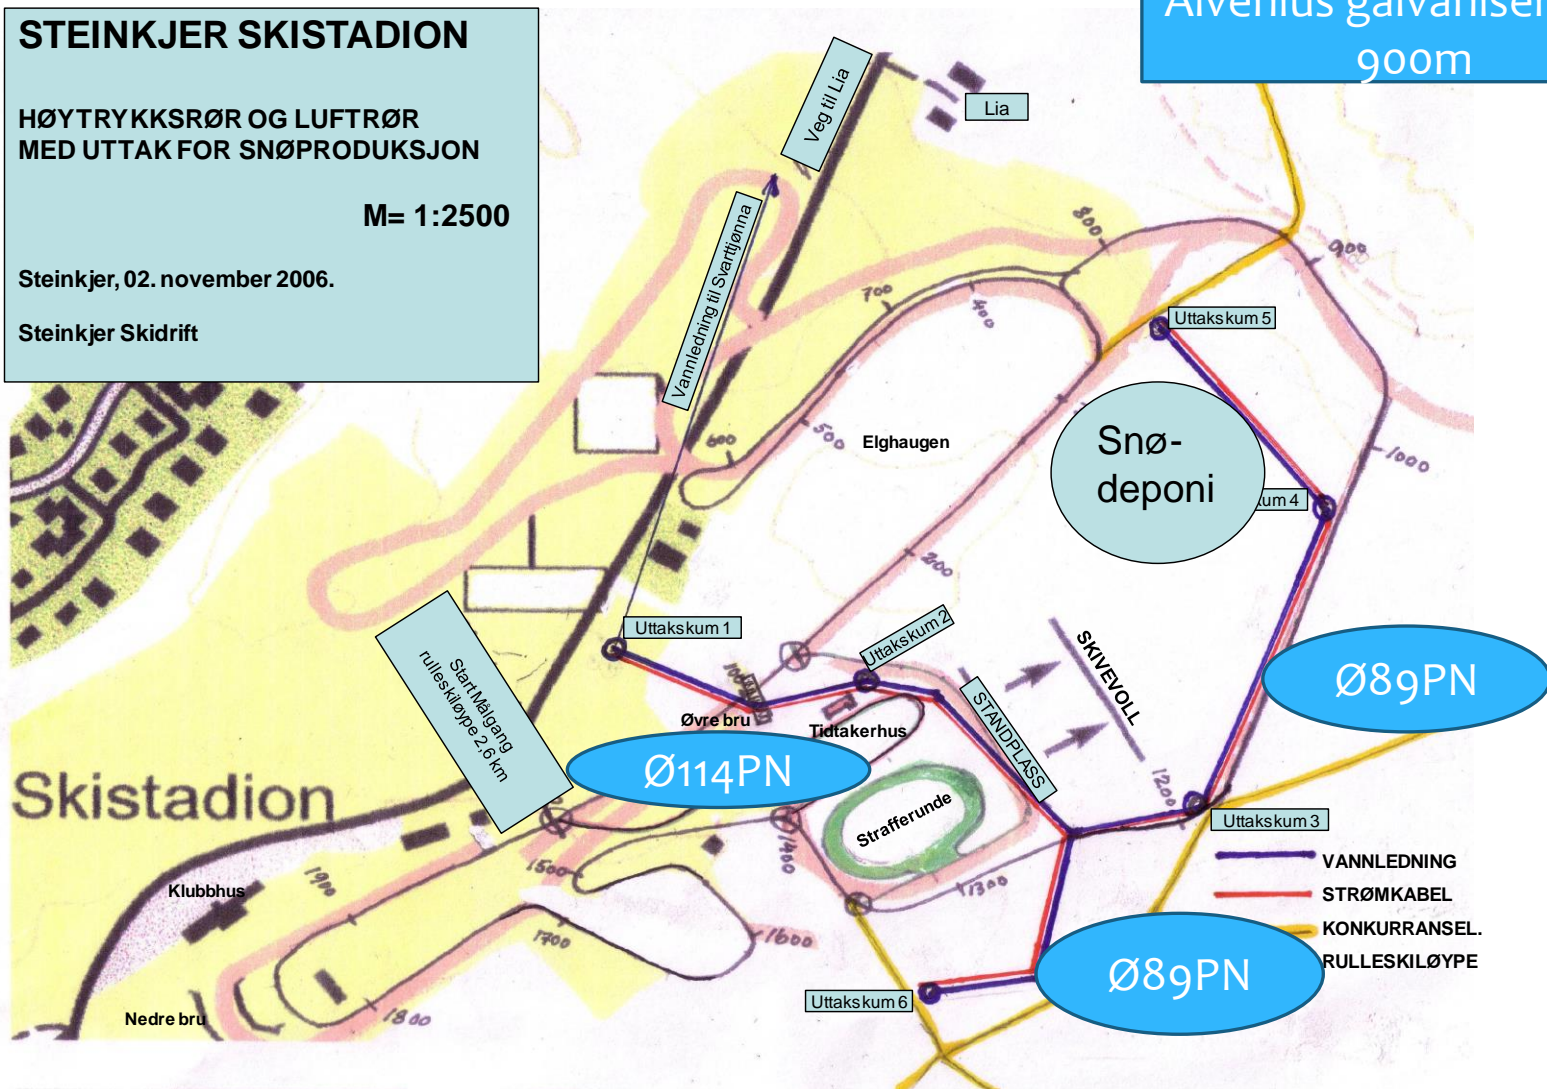 STEINKJER SKISTADION
HØYTRYKKSRØR OG LUFTRØR
MED UTTAK FOR SNØPRODUKSJON
M= 1:2500
Steinkjer, 02. november 2006.
Steinkjer Skidrift
900m
Veg til Lia
Lia
Vannledning til Svarttjønna
800
900
700
400
Uttakskum 5
600
500
Elghaugen
Snø-
deponi
kum 4
1000
200
Uttakskum 1
Uttakskum 2
SKIVEVOLL
Start Målgang
rulleskiløype 2,6 km
100
Øvre bru
Tidtakerhus
STANDPLASS
Ø89PN
Ø114PN
Skistadion
Strafferunde
1200
Uttakskum 3
1400
1500
1300
VANNLEDNING
STRØMKABEL
KONKURRANSEL.
RULLESKILØYPE
Klubbhus
1900
1700
1600
Ø89PN
Uttakskum 6
Nedre bru
1800